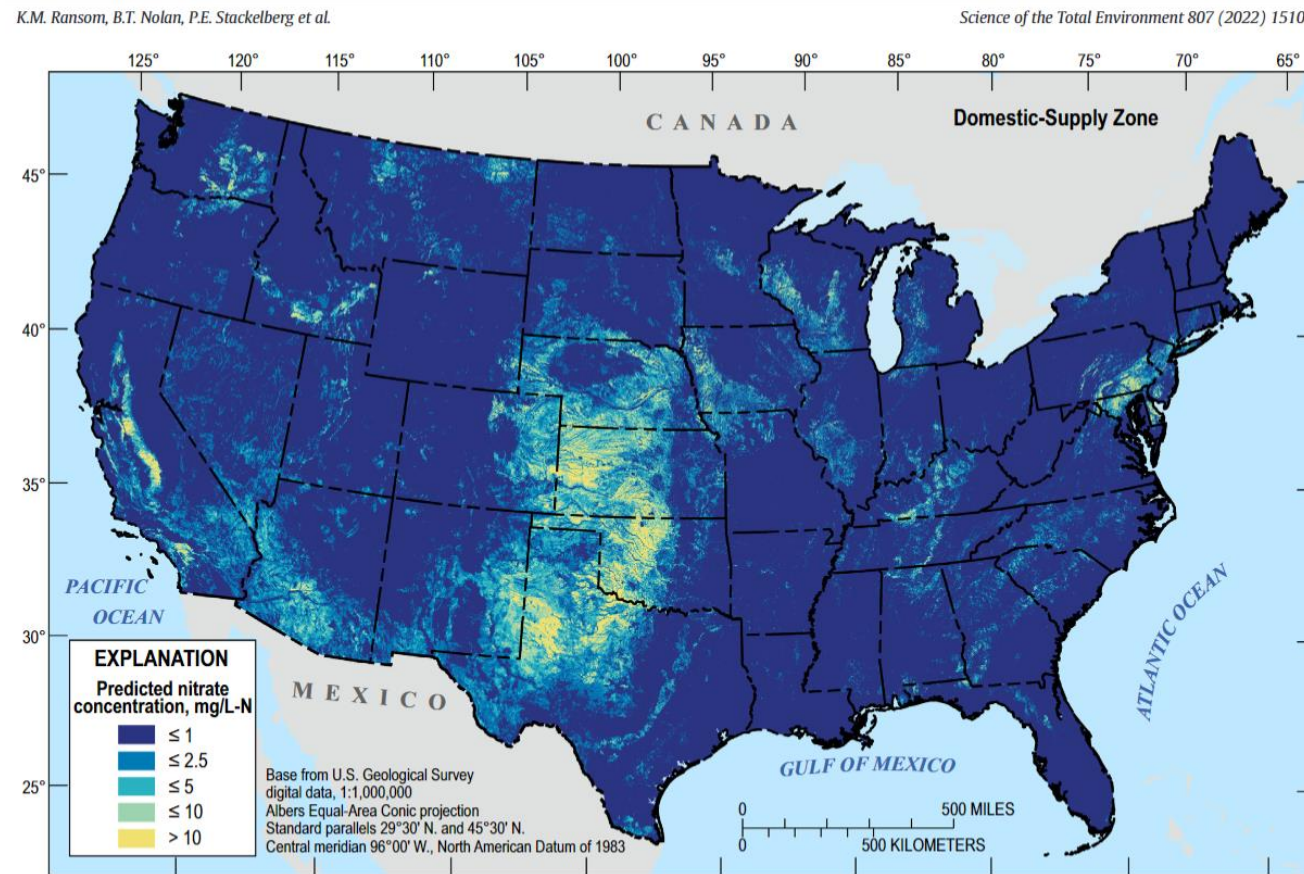 K.M. Ransom, B.T. Nolan, P.E. Stackelberg et al.
Science of the Total Environment 807 (2022) 1510
125° 120° 115° 110° 105° 100° 95° 90° 85° 80° 75° 70° 65°
CANADA
Domestic-Supply Zone
45°
40°
35°
30°
25°
PACIFIC
OCEAN
ATLANTIC OCEAN
MEXICO
GULF OF MEXICO
EXPLANATION
Predicted nitrate
concentration, mg/L-N
≤ 1
≤ 2.5
≤ 5
≤ 10
> 10
Base from U.S. Geological Survey
digital data, 1:1,000,000
Albers Equal-Area Conic projection
Standard parallels 29°30' N. and 45°30' N.
Central meridian 96°00' W., North American Datum of 1983
0 500 MILES
0 500 KILOMETERS